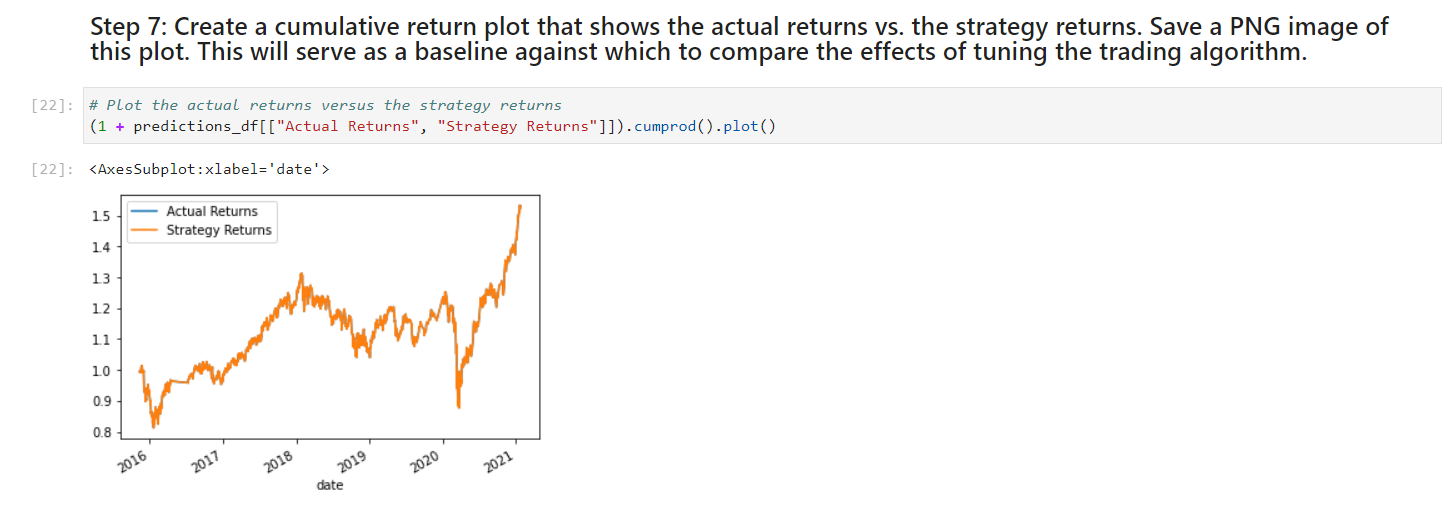 Step 7: Create a cumulative return plot that shows the actual returns vs. the strategy returns. Save a PNG image of
this plot. This will serve as a baseline against which to compare the effects of tuning the trading algorithm.
[22]: # Plot the actual returns versus the strategy returns
(1 + predictions_df[["Actual Returns", "Strategy Returns"]]).cumprod().plot()
[22]: <AxesSubplot:xlabel='date'>
Actual Returns
Strategy Returns
1.5
1.4
1.3
1.2
1.1
1.0
0.9
0.8
2016 2017 2018 2019 2020 2021
date